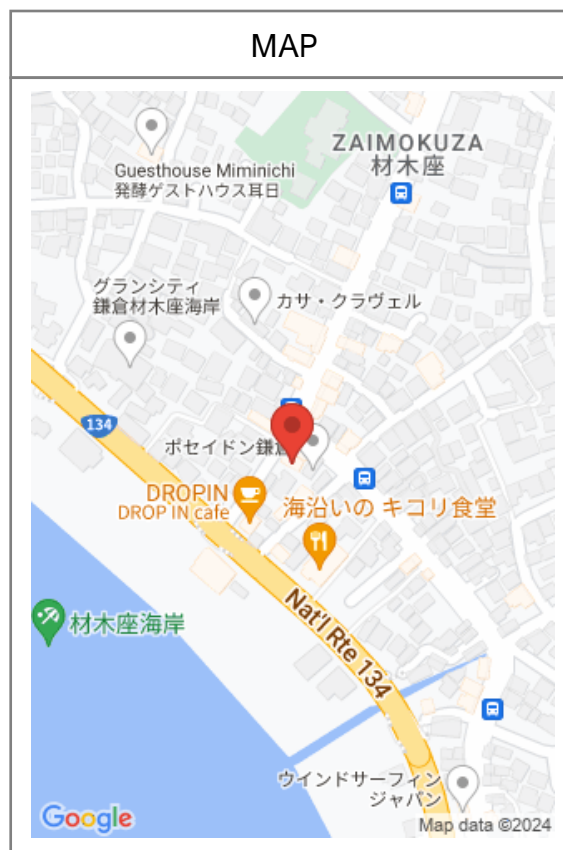 MAP
ZAIMOKUZA
材木座
Guesthouse Miminichi
発酵ゲストハウス耳日
グランシティ
鎌倉材木座海岸
カサ・クラヴェル
134
ポセイドン鎌倉
DROPIN
DROP IN cafe
海沿いの キコリ食堂
材木座海岸
Nat'l Rte 134
ウインドサーフィン
ジャパン
Google
Map data ©2024